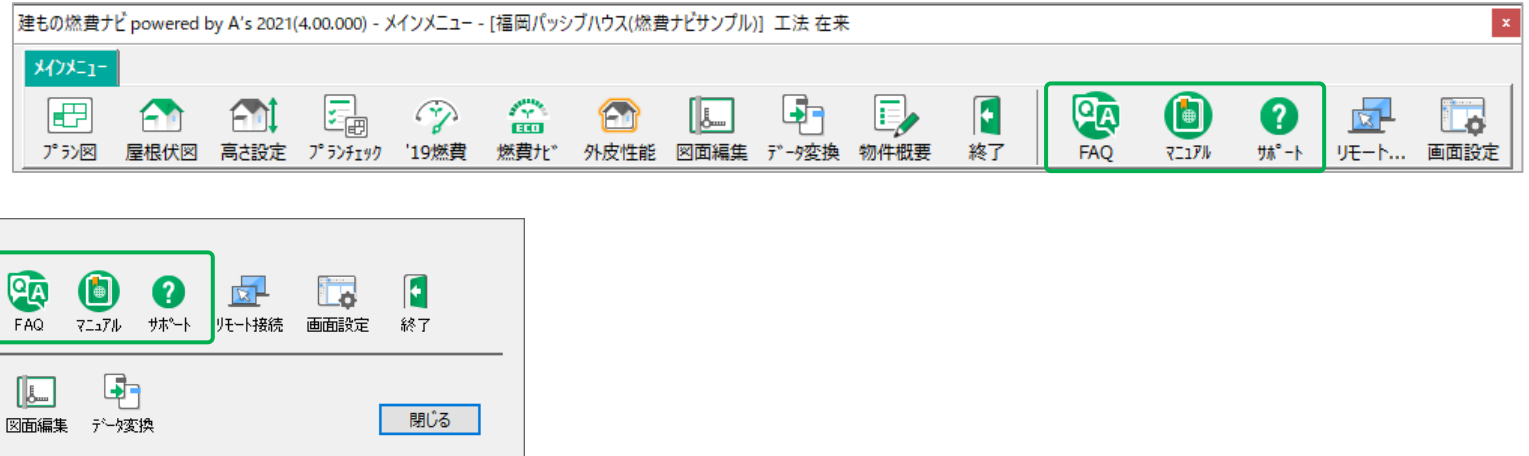 建もの燃費ナビ powered by A's 2021(4.00.000) - メインメニュー - [福岡パッシブハウス(燃費ナビサンプル)] 工法 在来
x
メインメニュー
プラン図 屋根伏図 高さ設定 プランチェック '19燃費 燃費ナビ 外皮性能 図面編集 データ変換 物件概要 終了 FAQ マニュアル サポート リモート... 画面設定
FAQ マニュアル サポート リモート接続 画面設定 終了
図面編集 データ変換 閉じる